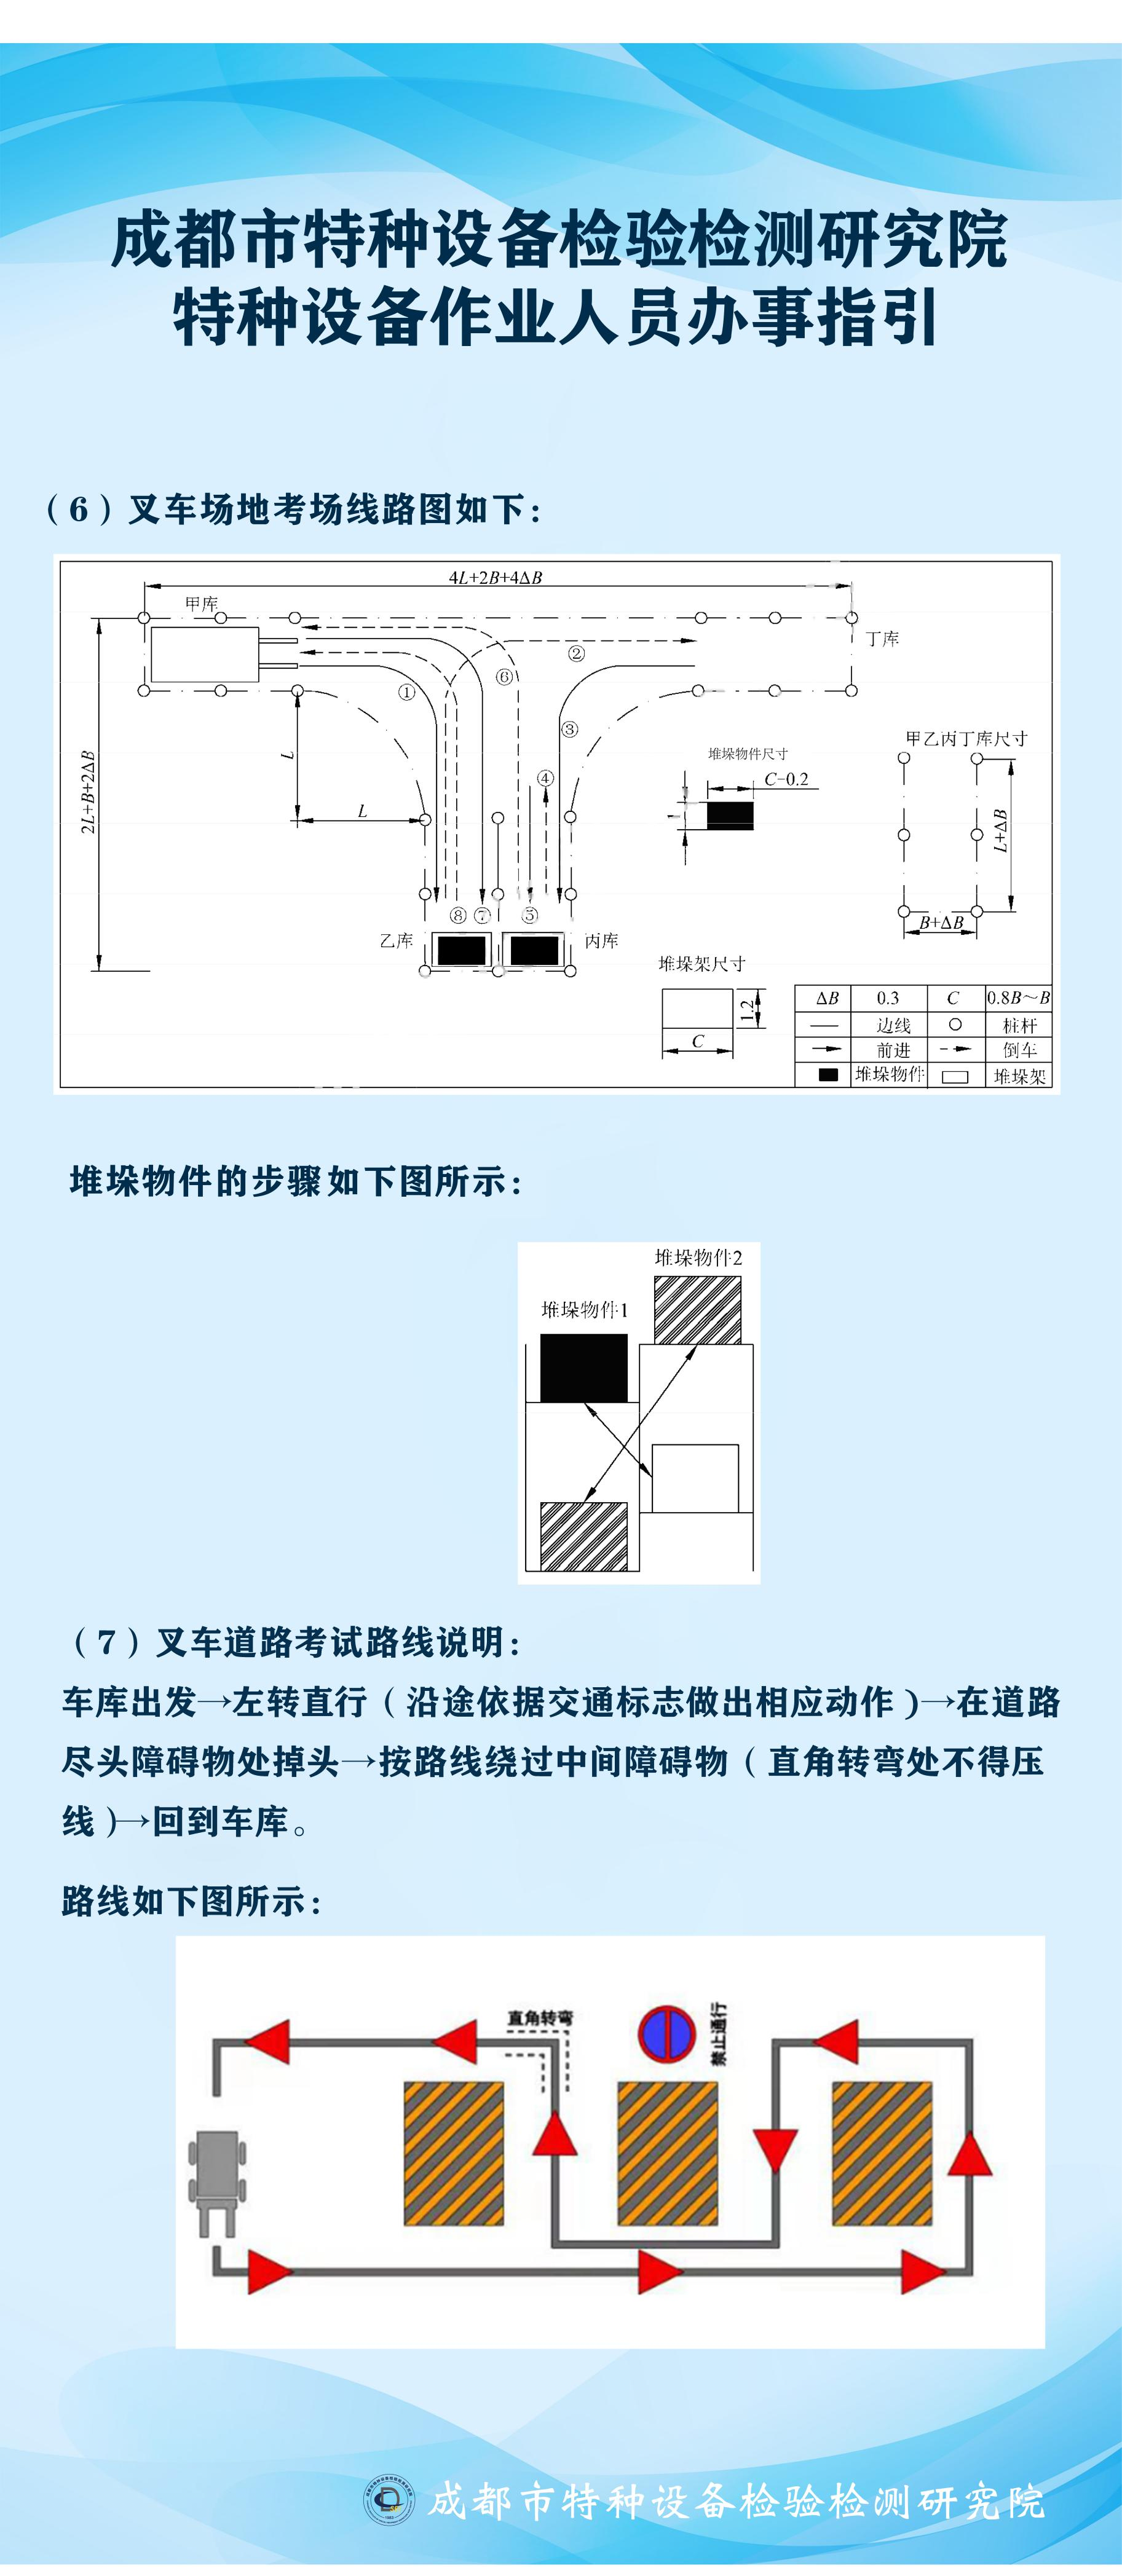 成都市特种设备检验检测研究院
特种设备作业人员办事指引
（6）叉车场地考场线路图如下：
4L+2B+4ΔB
甲库
丁库
②
⑥
①
③
2L+B+2ΔB
L
L
④
堆垛物件尺寸
C-0.2
1
甲乙丙丁库尺寸
L+ΔB
B+ΔB
⑧ ⑦ ⑤
乙库
丙库
堆垛架尺寸
1.2
C
ΔB 0.3 C 0.8B～B
边线 桩杆
前进 倒车
堆垛物件 堆垛架
堆垛物件的步骤如下图所示：
堆垛物件2
堆垛物件1
（7）叉车道路考试路线说明：
车库出发→左转直行（沿途依据交通标志做出相应动作)→在道路
尽头障碍物处掉头→按路线绕过中间障碍物（直角转弯处不得压
线)→回到车库。
路线如下图所示：
直角转弯
禁止通行
成都市特种设备检验检测研究院